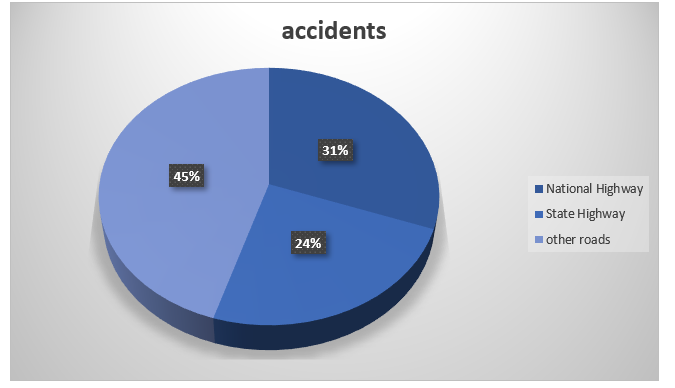 accidents
31%
45%
24%
National Highway
State Highway
other roads